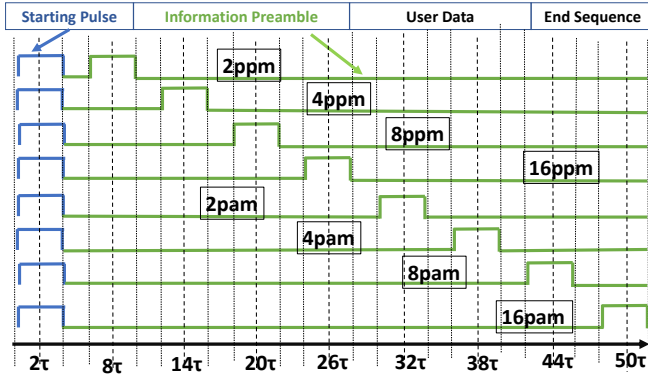 Starting Pulse Information Preamble User Data End Sequence
2ppm
4ppm
8ppm
16ppm
2pam
4pam
8pam
16pam
2τ 8τ 14τ 20τ 26τ 32τ 38τ 44τ 50τ